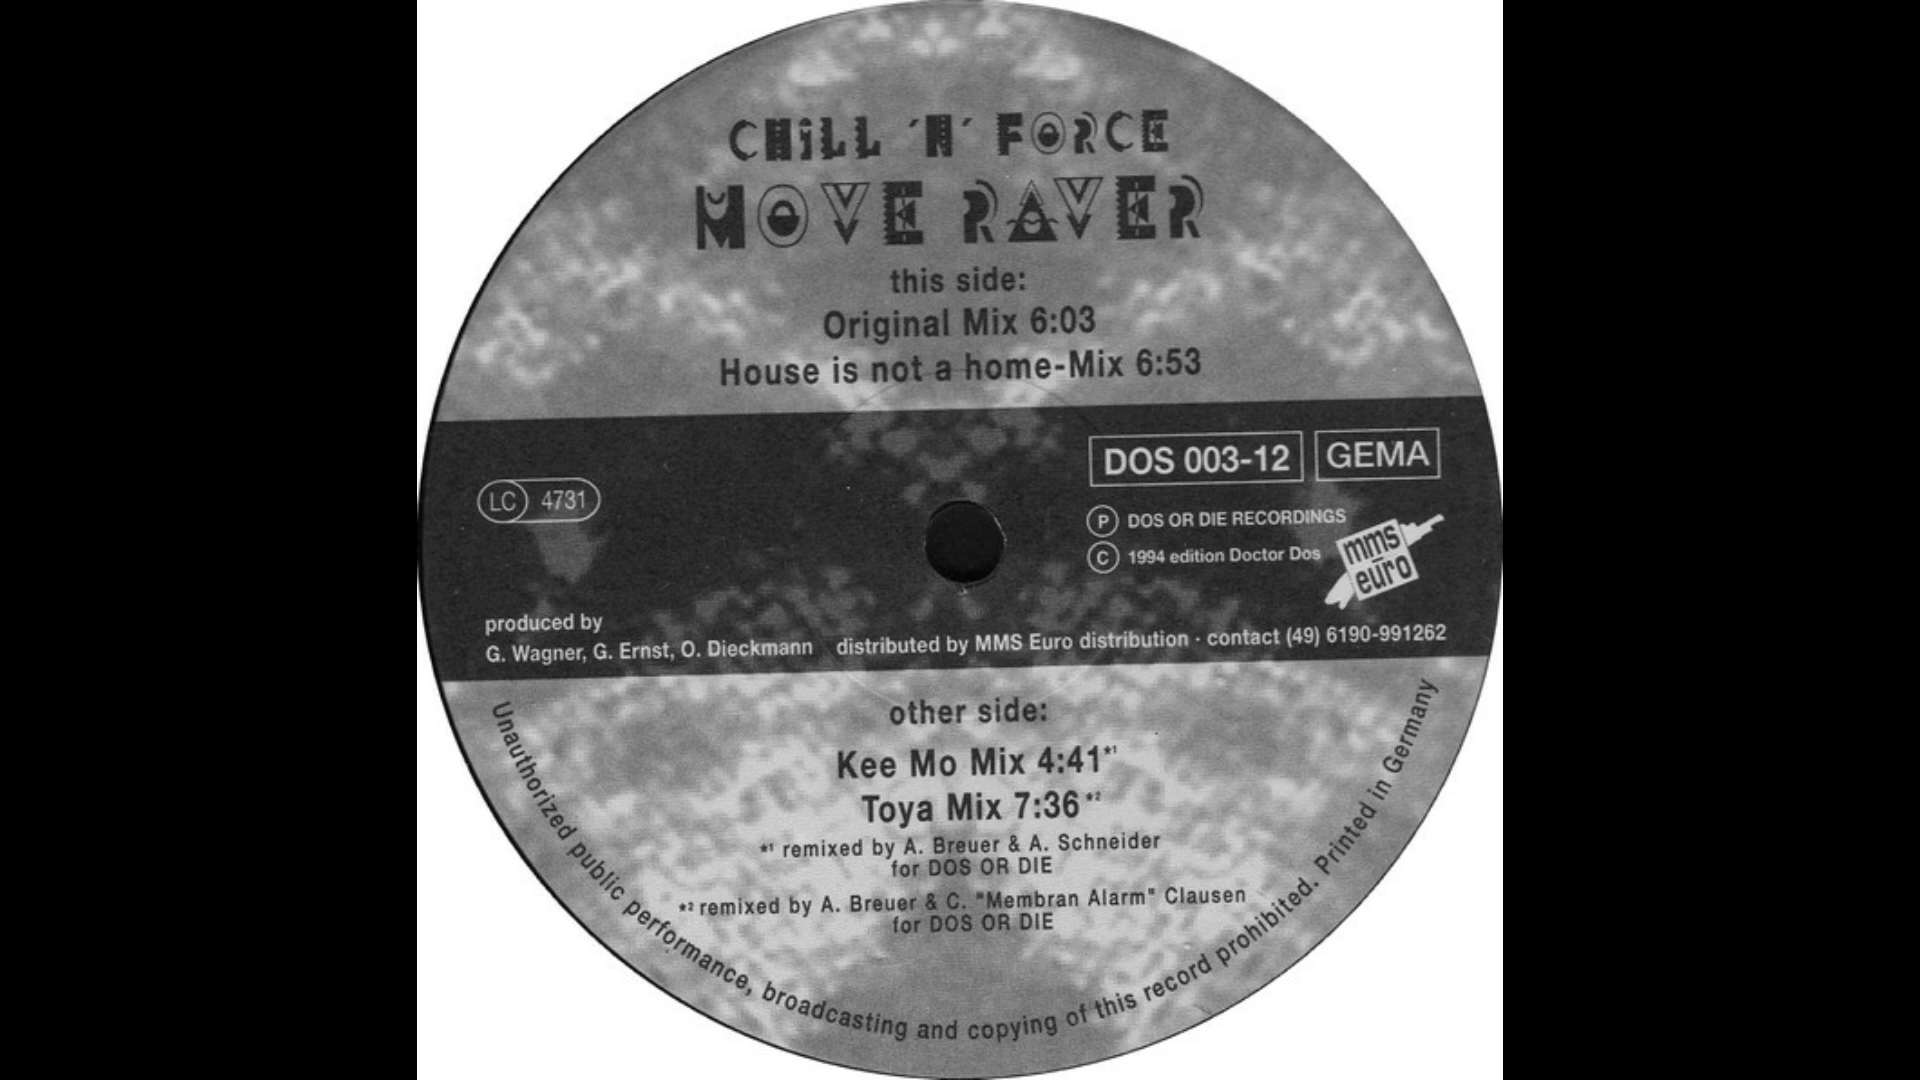 CHiLL 'N' FORCE
MOVE RAVER
this side:
Original Mix 6:03
House is not a home-Mix 6:53
DOS 003-12 GEMA
LC 4731
P DOS OR DIE RECORDINGS
C 1994 edition Doctor Dos
mms
euro
produced by
G. Wagner, G. Ernst, O. Dieckmann distributed by MMS Euro distribution · contact (49) 6190-991262
other side:
Kee Mo Mix 4:41*1
Toya Mix 7:36*2
*1 remixed by A. Breuer & A. Schneider
for DOS OR DIE
*2 remixed by A. Breuer & C. "Membran Alarm" Clausen
for DOS OR DIE
Unauthorized public performance, broadcasting and copying of this record prohibited. Printed in Germany